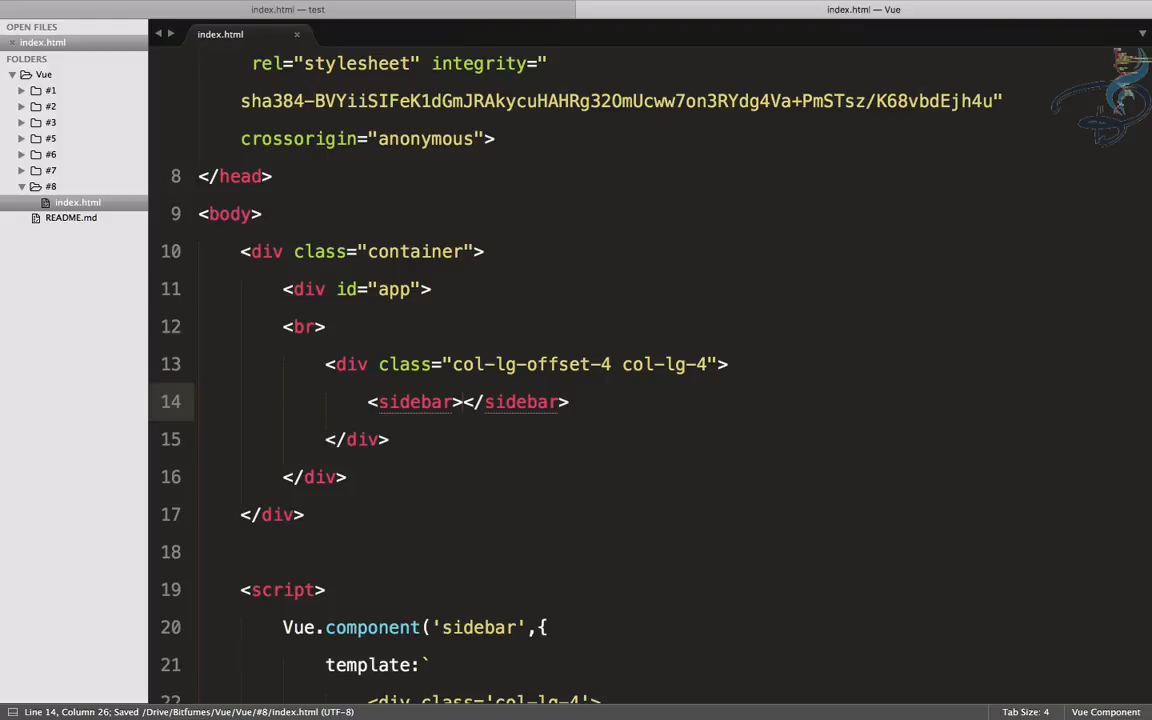 index.html — test
index.html — Vue
OPEN FILES
index.html
FOLDERS
Vue
#1
#2
#3
#5
#6
#7
#8
index.html
README.md
index.html
rel="stylesheet" integrity="
sha384-BVYiiSIFeK1dGmJRAkycuHAHRg32OmUcww7on3RYdg4Va+PmSTsz/K68vbdEjh4u"
crossorigin="anonymous">
8 </head>
9 <body>
10 <div class="container">
11 <div id="app">
12 <br>
13 <div class="col-lg-offset-4 col-lg-4">
14 <sidebar></sidebar>
15 </div>
16 </div>
17 </div>
18
19 <script>
20 Vue.component('sidebar',{
21 template:`
22 <div class='col-lg-4'>
Line 14, Column 26; Saved /Drive/Bitfumes/Vue/Vue/#8/index.html (UTF-8)
Tab Size: 4
Vue Component